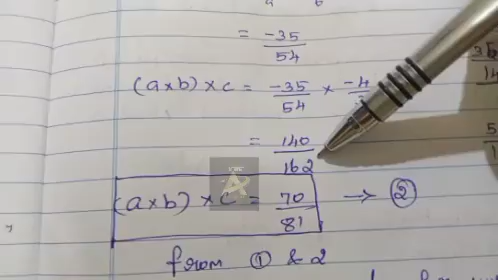 a b
= -35/54
(a×b) × c = -35/54 × -4/
= 140/162
(a×b) × c = 70/81 → ②
from ① & 2